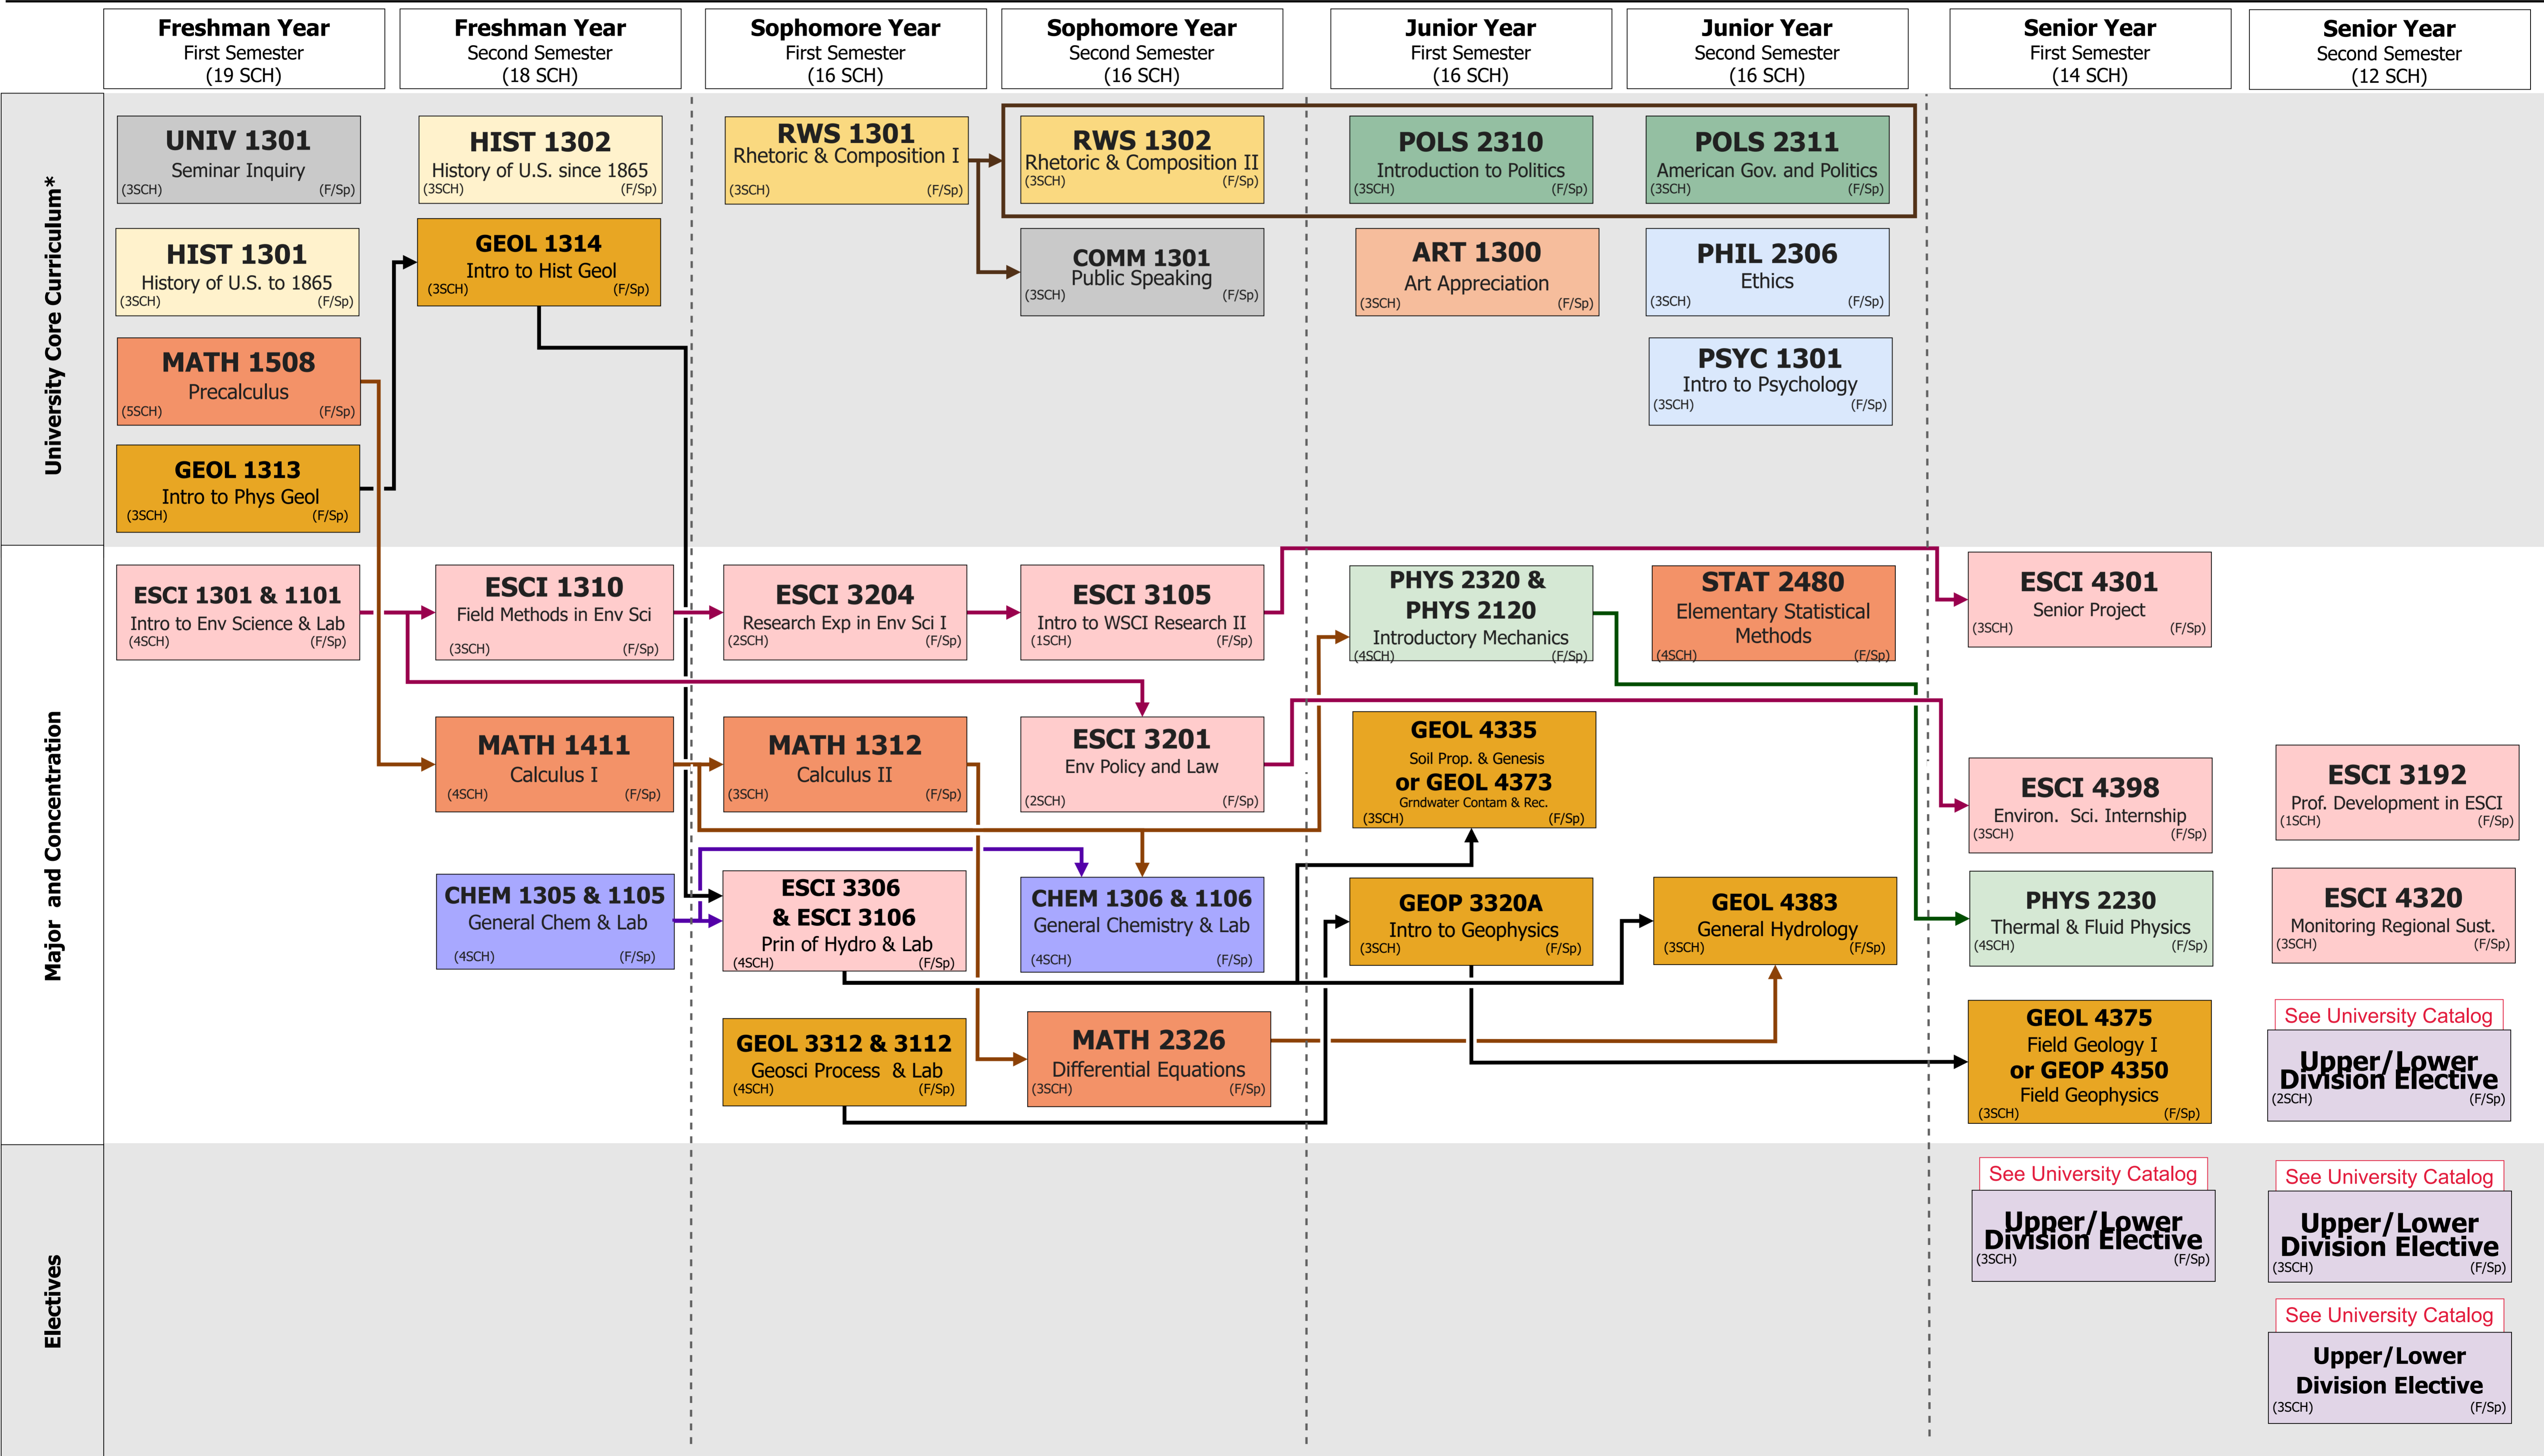 Freshman Year
First Semester
(19 SCH)
Freshman Year
Second Semester
(18 SCH)
Sophomore Year
First Semester
(16 SCH)
Sophomore Year
Second Semester
(16 SCH)
Junior Year
First Semester
(16 SCH)
Junior Year
Second Semester
(16 SCH)
Senior Year
First Semester
(14 SCH)
Senior Year
Second Semester
(12 SCH)
University Core Curriculum*
UNIV 1301
Seminar Inquiry
(3SCH) (F/Sp)
HIST 1302
History of U.S. since 1865
(3SCH) (F/Sp)
RWS 1301
Rhetoric & Composition I
(3SCH) (F/Sp)
RWS 1302
Rhetoric & Composition II
(3SCH) (F/Sp)
POLS 2310
Introduction to Politics
(3SCH) (F/Sp)
POLS 2311
American Gov. and Politics
(3SCH) (F/Sp)
HIST 1301
History of U.S. to 1865
(3SCH) (F/Sp)
GEOL 1314
Intro to Hist Geol
(3SCH) (F/Sp)
COMM 1301
Public Speaking
(3SCH) (F/Sp)
ART 1300
Art Appreciation
(3SCH) (F/Sp)
PHIL 2306
Ethics
(3SCH) (F/Sp)
MATH 1508
Precalculus
(5SCH) (F/Sp)
PSYC 1301
Intro to Psychology
(3SCH) (F/Sp)
GEOL 1313
Intro to Phys Geol
(3SCH) (F/Sp)
Major and Concentration
ESCI 1301 & 1101
Intro to Env Science & Lab
(4SCH) (F/Sp)
ESCI 1310
Field Methods in Env Sci
(3SCH) (F/Sp)
ESCI 3204
Research Exp in Env Sci I
(2SCH) (F/Sp)
ESCI 3105
Intro to WSCI Research II
(1SCH) (F/Sp)
PHYS 2320 &
PHYS 2120
Introductory Mechanics
(4SCH) (F/Sp)
STAT 2480
Elementary Statistical
Methods
(4SCH) (F/Sp)
ESCI 4301
Senior Project
(3SCH) (F/Sp)
MATH 1411
Calculus I
(4SCH) (F/Sp)
MATH 1312
Calculus II
(3SCH) (F/Sp)
ESCI 3201
Env Policy and Law
(2SCH) (F/Sp)
GEOL 4335
Soil Prop. & Genesis
or GEOL 4373
Grndwater Contam & Rec.
(3SCH) (F/Sp)
ESCI 4398
Environ. Sci. Internship
(3SCH) (F/Sp)
ESCI 3192
Prof. Development in ESCI
(1SCH) (F/Sp)
CHEM 1305 & 1105
General Chem & Lab
(4SCH) (F/Sp)
ESCI 3306
& ESCI 3106
Prin of Hydro & Lab
(4SCH) (F/Sp)
CHEM 1306 & 1106
General Chemistry & Lab
(4SCH) (F/Sp)
GEOP 3320A
Intro to Geophysics
(3SCH) (F/Sp)
GEOL 4383
General Hydrology
(3SCH) (F/Sp)
PHYS 2230
Thermal & Fluid Physics
(4SCH) (F/Sp)
ESCI 4320
Monitoring Regional Sust.
(3SCH) (F/Sp)
GEOL 3312 & 3112
Geosci Process & Lab
(4SCH) (F/Sp)
MATH 2326
Differential Equations
(3SCH) (F/Sp)
GEOL 4375
Field Geology I
or GEOP 4350
Field Geophysics
(3SCH) (F/Sp)
See University Catalog
Upper/Lower
Division Elective
(2SCH) (F/Sp)
Electives
See University Catalog
Upper/Lower
Division Elective
(3SCH) (F/Sp)
See University Catalog
Upper/Lower
Division Elective
(3SCH) (F/Sp)
See University Catalog
Upper/Lower
Division Elective
(3SCH) (F/Sp)